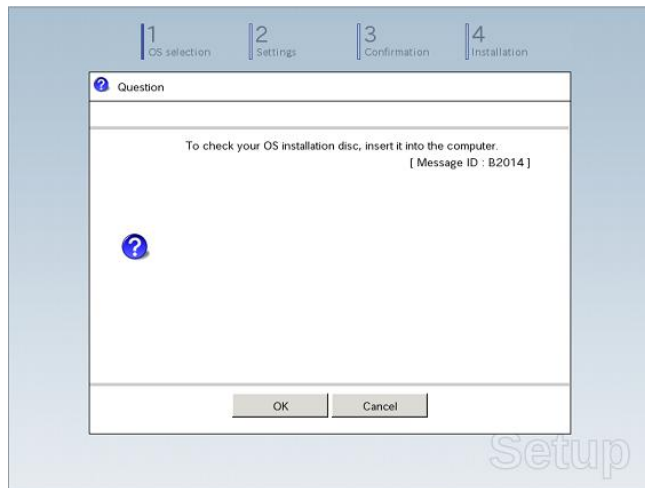 1
OS selection
2
Settings
3
Confirmation
4
Installation
Question
To check your OS installation disc, insert it into the computer.
[ Message ID : B2014 ]
OK
Cancel
Setup